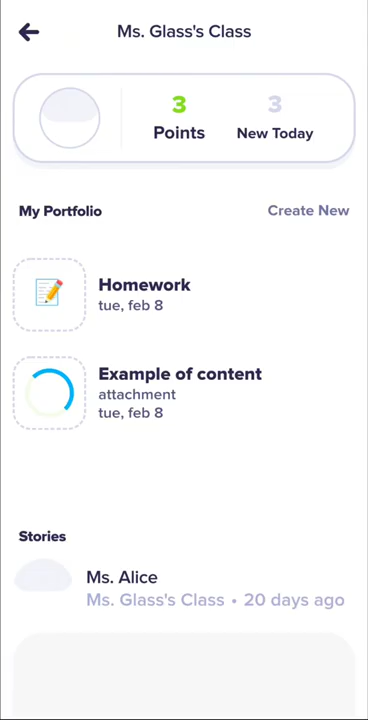 Ms. Glass's Class
3
Points
3
New Today
My Portfolio
Create New
Homework
tue, feb 8
Example of content
attachment
tue, feb 8
Stories
Ms. Alice
Ms. Glass's Class • 20 days ago